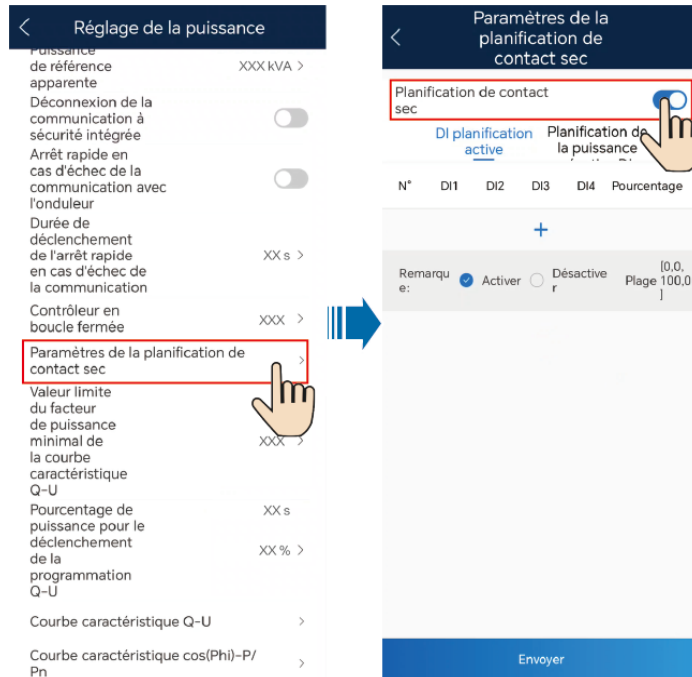 Réglage de la puissance
Puissance
de référence
apparente
XXX kVA >
Déconnexion de la
communication à
sécurité intégrée
Arrêt rapide en
cas d'échec de la
communication avec
l'onduleur
Durée de
déclenchement
de l'arrêt rapide
en cas d'échec de
la communication
XX s >
Contrôleur en
boucle fermée
XXX >
Paramètres de la planification de
contact sec
Valeur limite
du facteur
de puissance
minimal de
la courbe
caractéristique
Q-U
XXX >
Pourcentage de
puissance pour le
déclenchement
de la
programmation
Q-U
XX s
XX % >
Courbe caractéristique Q-U
Courbe caractéristique cos(Phi)-P/
Pn
Paramètres de la
planification de
contact sec
Planification de contact
sec
DI planification
active
Planification de
la puissance
N° DI1 DI2 DI3 DI4 Pourcentage
+
Remarqu
e:
Activer
Désactive
r
Plage
[0,0,
100,0
]
Envoyer